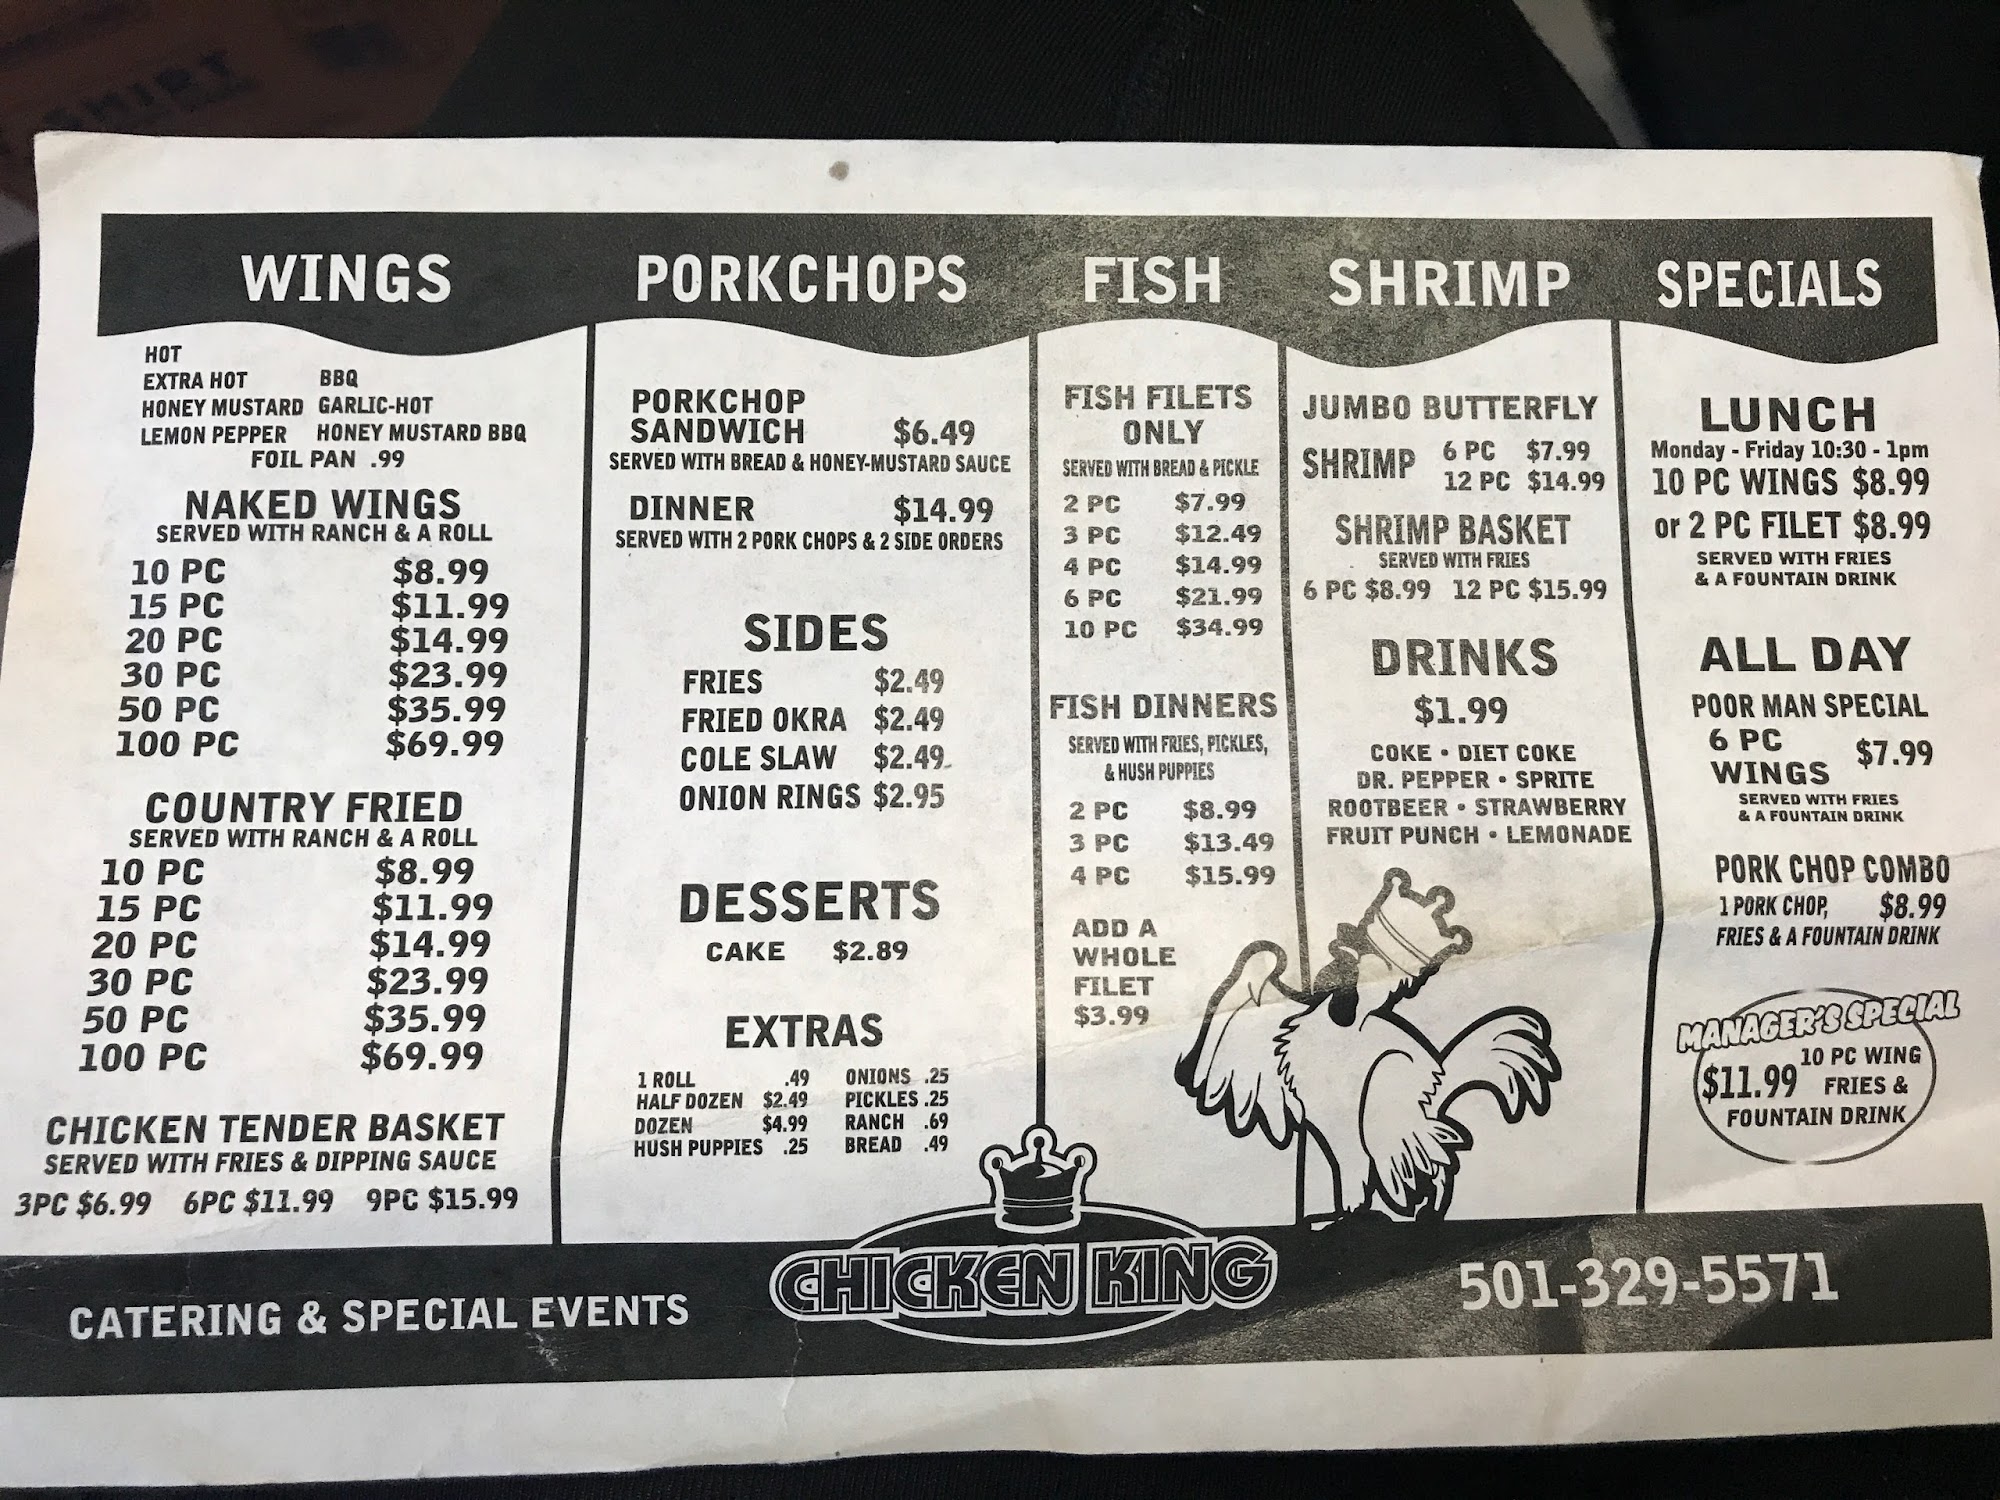 WINGS
HOT
EXTRA HOT BBQ
HONEY MUSTARD GARLIC-HOT
LEMON PEPPER HONEY MUSTARD BBQ
FOIL PAN .99
NAKED WINGS
SERVED WITH RANCH & A ROLL
10 PC $8.99
15 PC $11.99
20 PC $14.99
30 PC $23.99
50 PC $35.99
100 PC $69.99
COUNTRY FRIED
SERVED WITH RANCH & A ROLL
10 PC $8.99
15 PC $11.99
20 PC $14.99
30 PC $23.99
50 PC $35.99
100 PC $69.99
CHICKEN TENDER BASKET
SERVED WITH FRIES & DIPPING SAUCE
3PC $6.99 6PC $11.99 9PC $15.99
PORKCHOPS
PORKCHOP
SANDWICH $6.49
SERVED WITH BREAD & HONEY-MUSTARD SAUCE
DINNER $14.99
SERVED WITH 2 PORK CHOPS & 2 SIDE ORDERS
SIDES
FRIES $2.49
FRIED OKRA $2.49
COLE SLAW $2.49
ONION RINGS $2.95
DESSERTS
CAKE $2.89
EXTRAS
1 ROLL .49 ONIONS .25
HALF DOZEN $2.49 PICKLES .25
DOZEN $4.99 RANCH .69
HUSH PUPPIES .25 BREAD .49
FISH
FISH FILETS
ONLY
SERVED WITH BREAD & PICKLE
2 PC $7.99
3 PC $12.49
4 PC $14.99
6 PC $21.99
10 PC $34.99
FISH DINNERS
SERVED WITH FRIES, PICKLES,
& HUSH PUPPIES
2 PC $8.99
3 PC $13.49
4 PC $15.99
ADD A
WHOLE
FILET
$3.99
SHRIMP
JUMBO BUTTERFLY
SHRIMP 6 PC $7.99
12 PC $14.99
SHRIMP BASKET
SERVED WITH FRIES
6 PC $8.99 12 PC $15.99
DRINKS
$1.99
COKE • DIET COKE
DR. PEPPER • SPRITE
ROOTBEER • STRAWBERRY
FRUIT PUNCH • LEMONADE
SPECIALS
LUNCH
Monday - Friday 10:30 - 1pm
10 PC WINGS $8.99
or 2 PC FILET $8.99
SERVED WITH FRIES
& A FOUNTAIN DRINK
ALL DAY
POOR MAN SPECIAL
6 PC
WINGS $7.99
SERVED WITH FRIES
& A FOUNTAIN DRINK
PORK CHOP COMBO
1 PORK CHOP, $8.99
FRIES & A FOUNTAIN DRINK
MANAGER'S SPECIAL
$11.99 10 PC WING
FRIES &
FOUNTAIN DRINK
CATERING & SPECIAL EVENTS
CHICKEN KING
501-329-5571